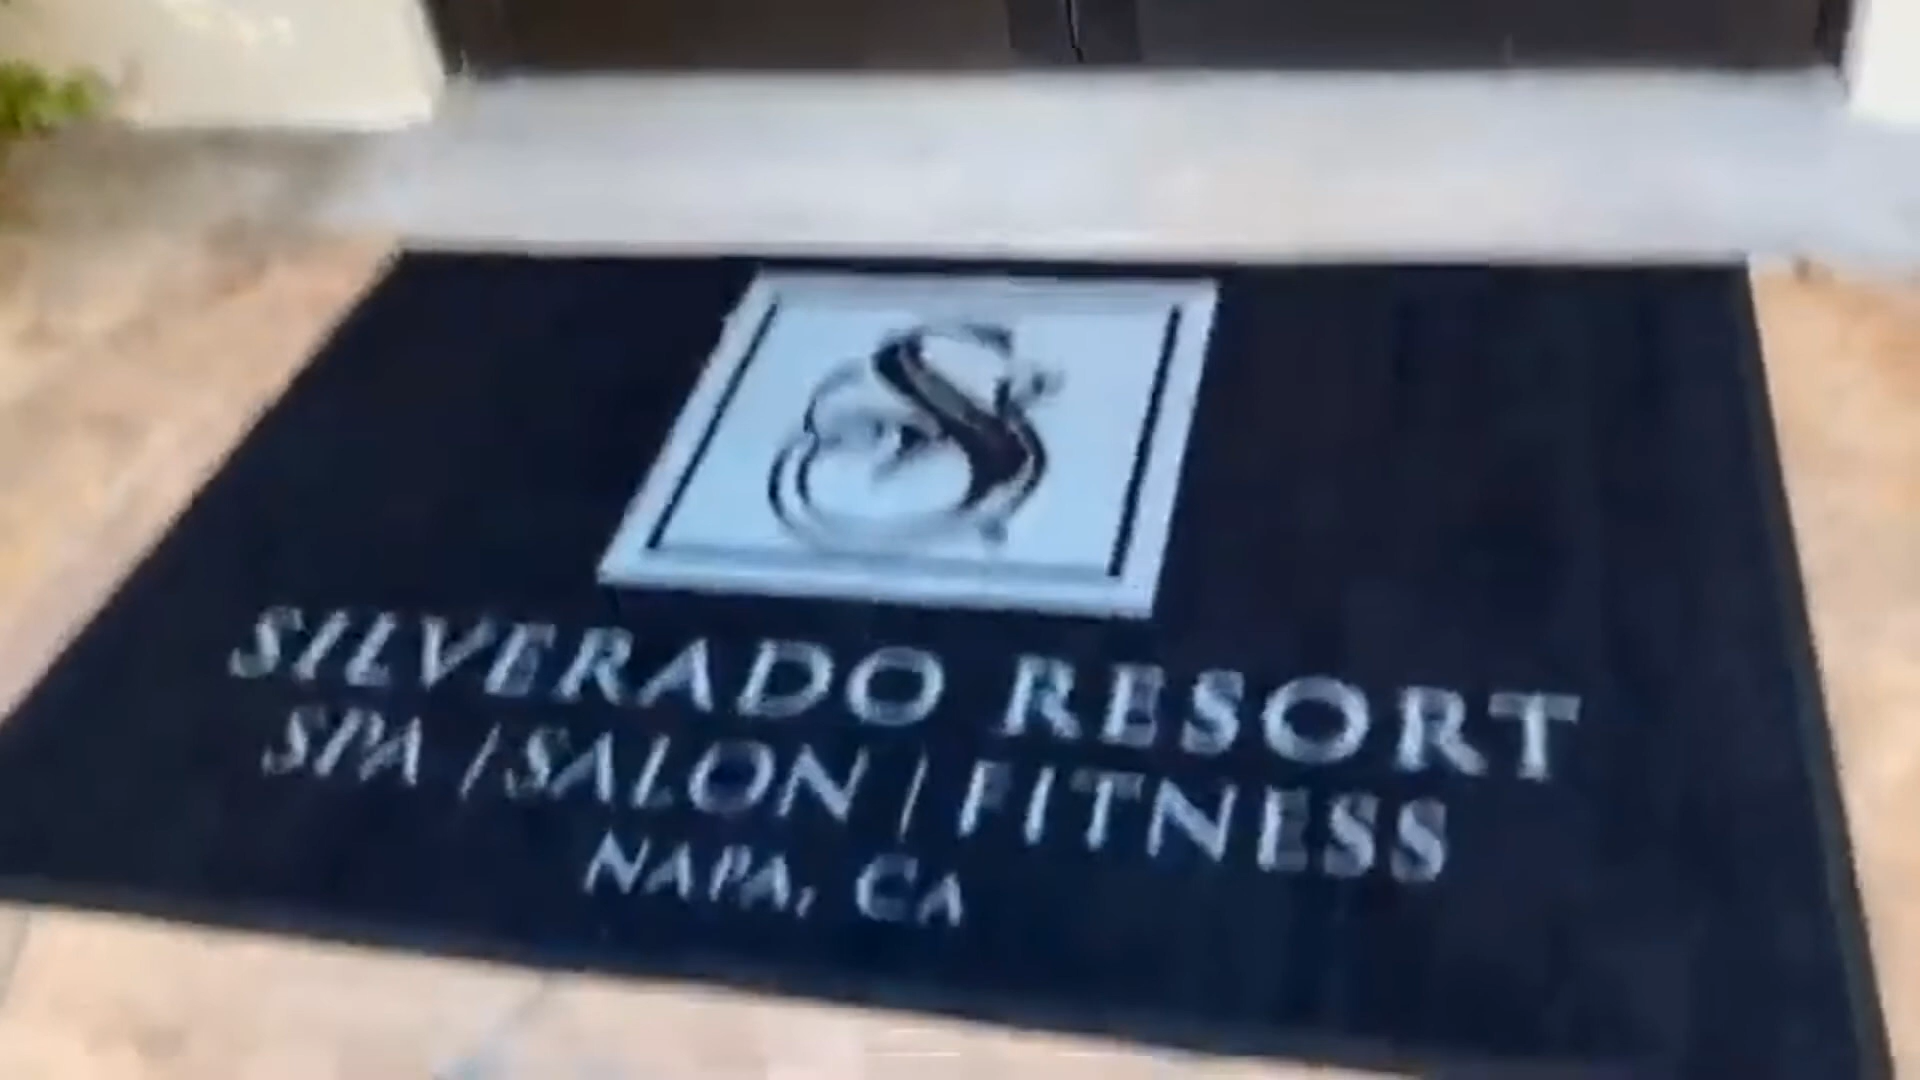 S
SILVERADO RESORT
SPA | SALON | FITNESS
NAPA, CA